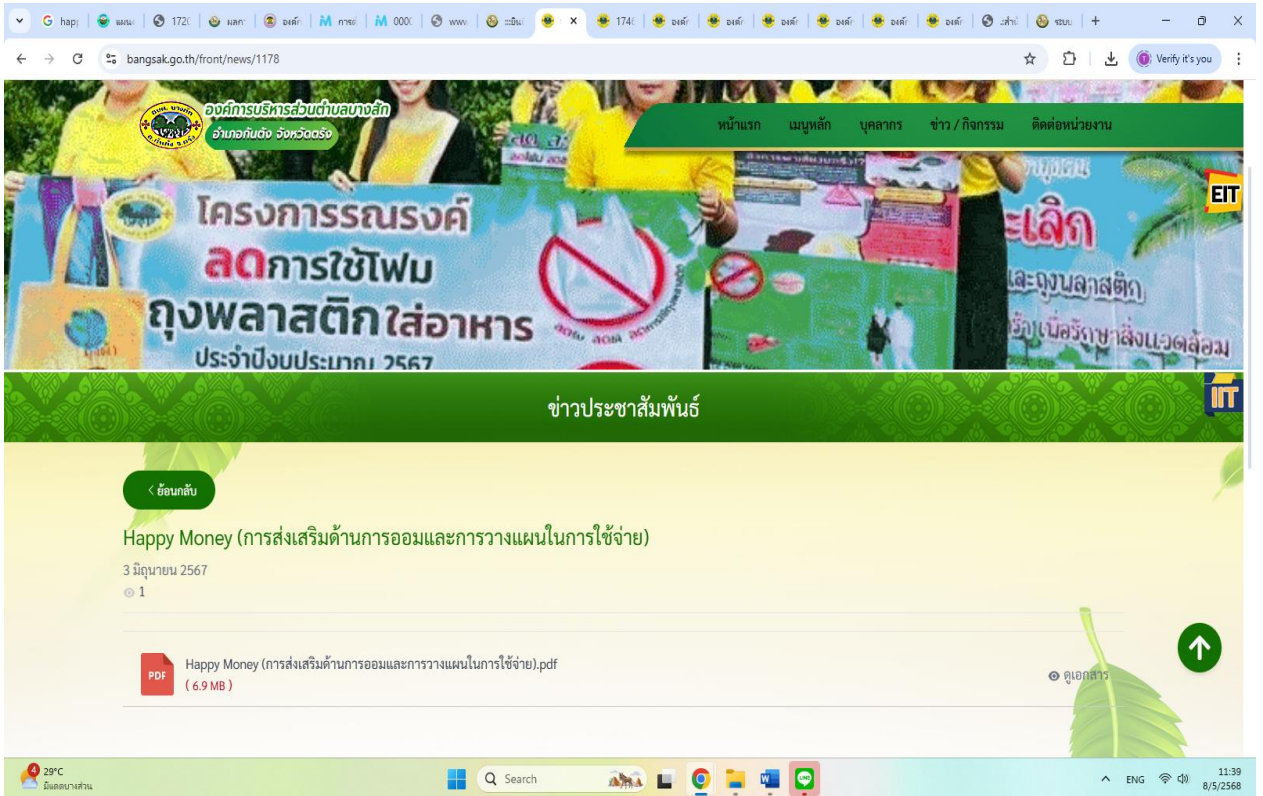 hap
172
0000
www
174
bangsak.go.th/front/news/1178
Verify it's you
องค์การบริหารส่วนตำบลบางสัก
อำเภอกันตัง จังหวัดตรัง
หน้าแรก เมนูหลัก บุคลากร ข่าว / กิจกรรม ติดต่อหน่วยงาน
EIT
โครงการรณรงค์
ลดการใช้โฟม
ถุงพลาสติกใส่อาหาร
ประจำปีงบประมาณ 2567
ะเลิก
และถุงพลาสติก
เพื่อรักษาสิ่งแวดล้อม
IIT
ข่าวประชาสัมพันธ์
< ย้อนกลับ
Happy Money (การส่งเสริมด้านการออมและการวางแผนในการใช้จ่าย)
3 มิถุนายน 2567
1
PDF
Happy Money (การส่งเสริมด้านการออมและการวางแผนในการใช้จ่าย).pdf
( 6.9 MB )
ดูเอกสาร
4
29°C
มีแดดบางส่วน
Search
ENG
11:39
8/5/2568